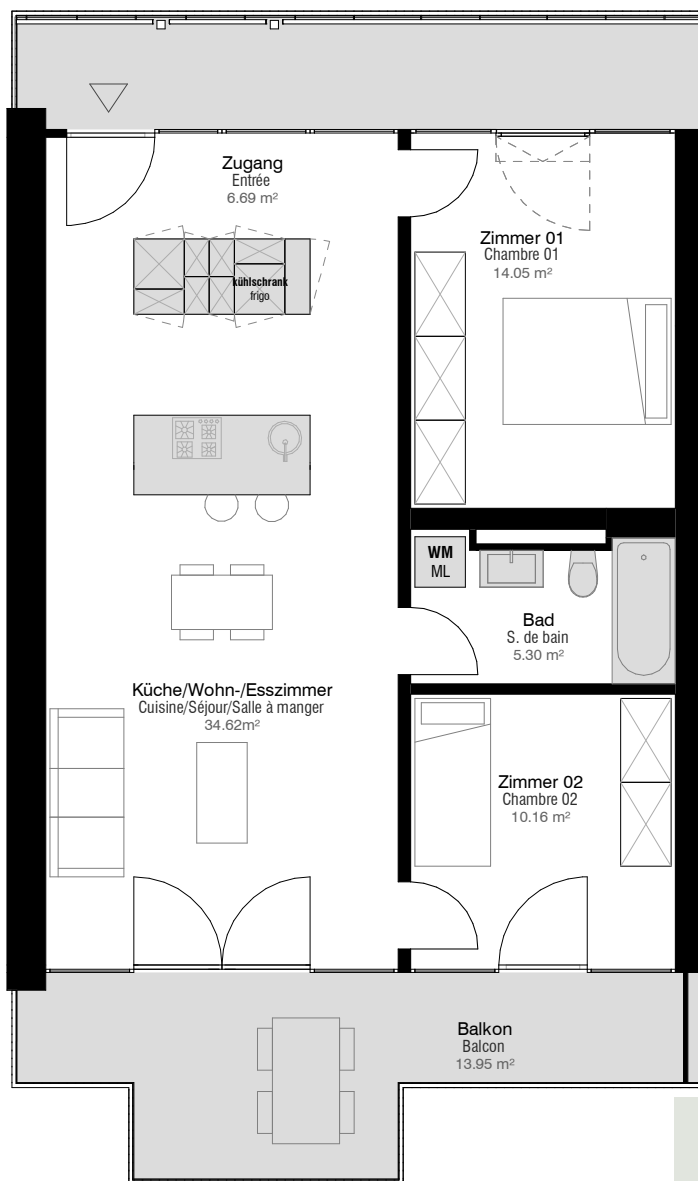 Zugang
Entrée
6.69 m²
Zimmer 01
Chambre 01
14.05 m²
kühlschrank
frigo
WM
ML
Bad
S. de bain
5.30 m²
Küche/Wohn-/Esszimmer
Cuisine/Séjour/Salle à manger
34.62m²
Zimmer 02
Chambre 02
10.16 m²
Balkon
Balcon
13.95 m²